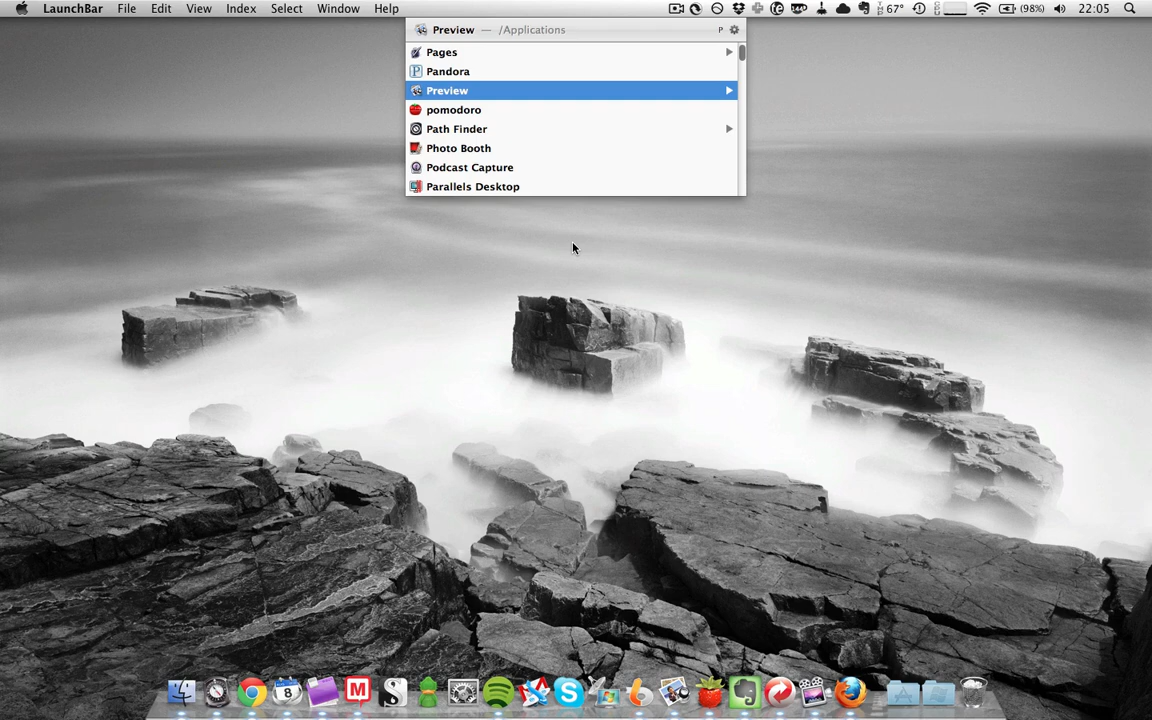 LaunchBar File Edit View Index Select Window Help 67° (98%) 22:05
Preview — /Applications P
Pages
Pandora
Preview
pomodoro
Path Finder
Photo Booth
Podcast Capture
Parallels Desktop
8